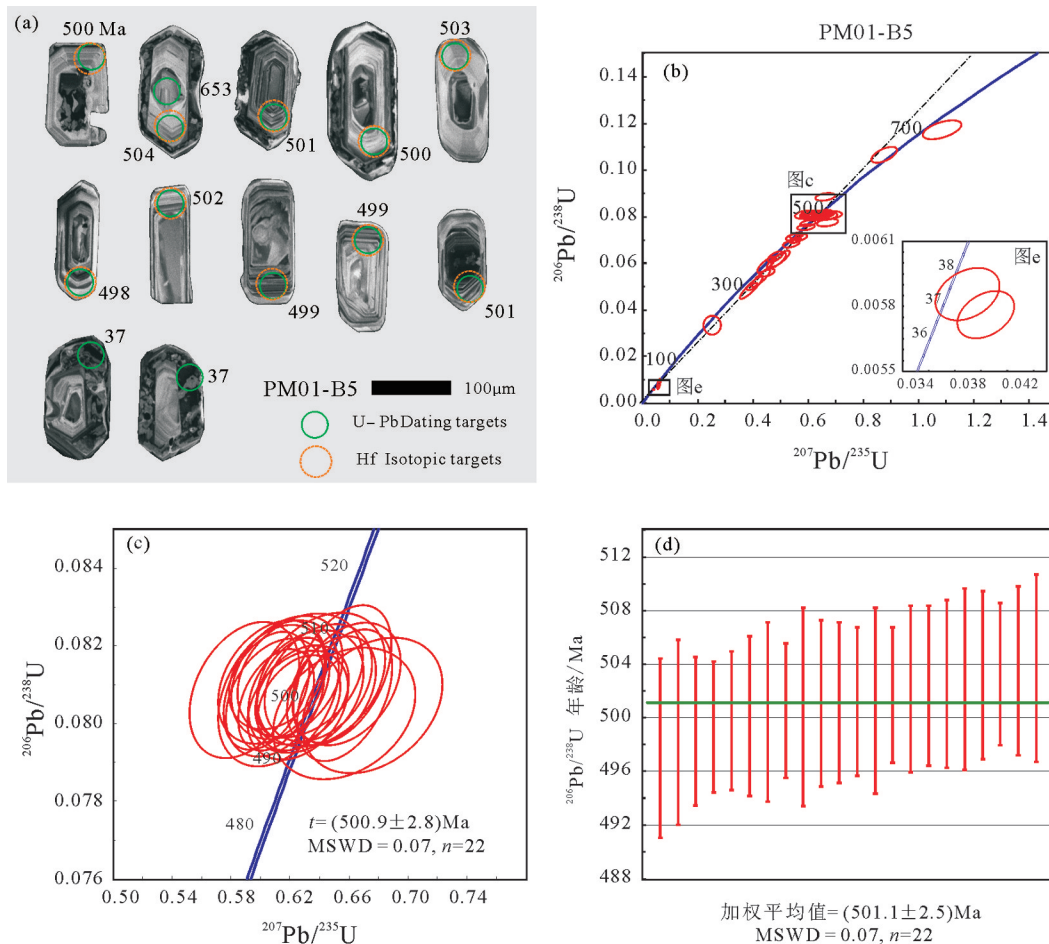 (a)
500 Ma
503
653
504
501
500
502
499
498
499
501
37
37
PM01-B5
100μm
U-PbDating targets
Hf Isotopic targets
PM01-B5
(b)
0.14
0.12
0.10
0.08
0.06
0.04
0.02
0.00
²⁰⁶Pb/²³⁸U
700
图c
500
300
100
图e
0.0061
0.0058
0.0055
图e
38
37
36
0.034
0.038
0.042
0.0
0.2
0.4
0.6
0.8
1.0
1.2
1.4
²⁰⁷Pb/²³⁵U
(c)
0.084
0.082
0.080
0.078
0.076
²⁰⁶Pb/²³⁸U
520
510
500
490
480
t=(500.9±2.8)Ma
MSWD=0.07, n=22
0.50
0.56
0.62
0.68
0.74
²⁰⁷Pb/²³⁵U
(d)
512
508
504
500
496
492
488
²⁰⁶Pb/²³⁸U 年龄/Ma
加权平均值=(501.1±2.5)Ma
MSWD=0.07, n=22